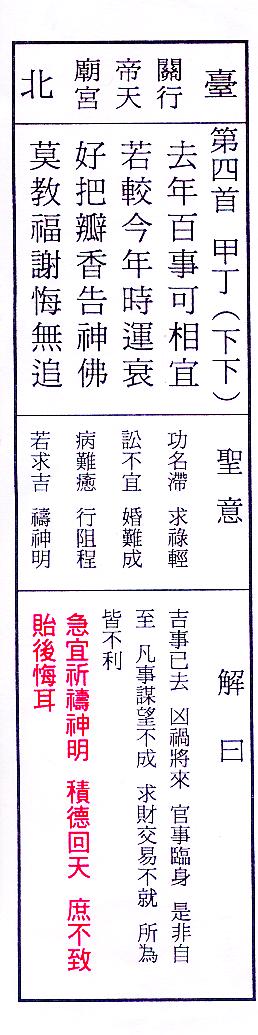 臺
關行
帝天
廟宮
北
第四首 甲丁(下下)
去年百事可相宜
若較今年時運衰
好把瓣香告神佛
莫教福謝悔無追
聖意
功名滯 求祿輕
訟不宜 婚難成
病難癒 行阻程
若求吉 禱神明
解曰
吉事已去 凶禍將來 官事臨身 是非自
至 凡事謀望不成 求財交易不就 所為
皆不利
急宜祈禱神明 積德回天 庶不致
貽後悔耳